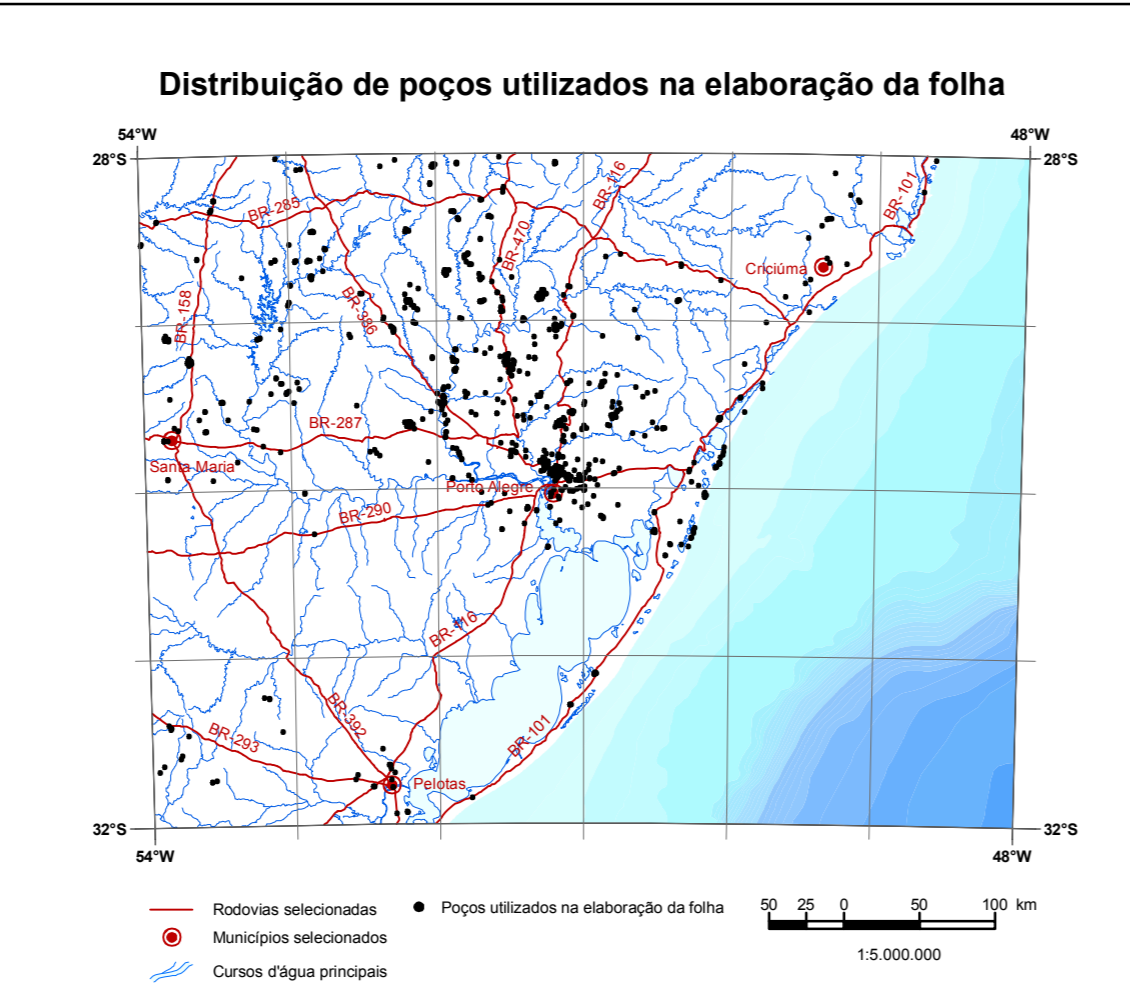 Distribuição de poços utilizados na elaboração da folha
54°W
48°W
28°S
28°S
BR-116
BR-101
BR-285
BR-470
Criciúma
BR-158
BR-386
BR-287
Santa Maria
Porto Alegre
BR-290
BR-116
BR-392
BR-293
BR-101
Pelotas
32°S
32°S
54°W
48°W
Rodovias selecionadas
Poços utilizados na elaboração da folha
50 25 0 50 100 km
Municípios selecionados
1:5.000.000
Cursos d'água principais